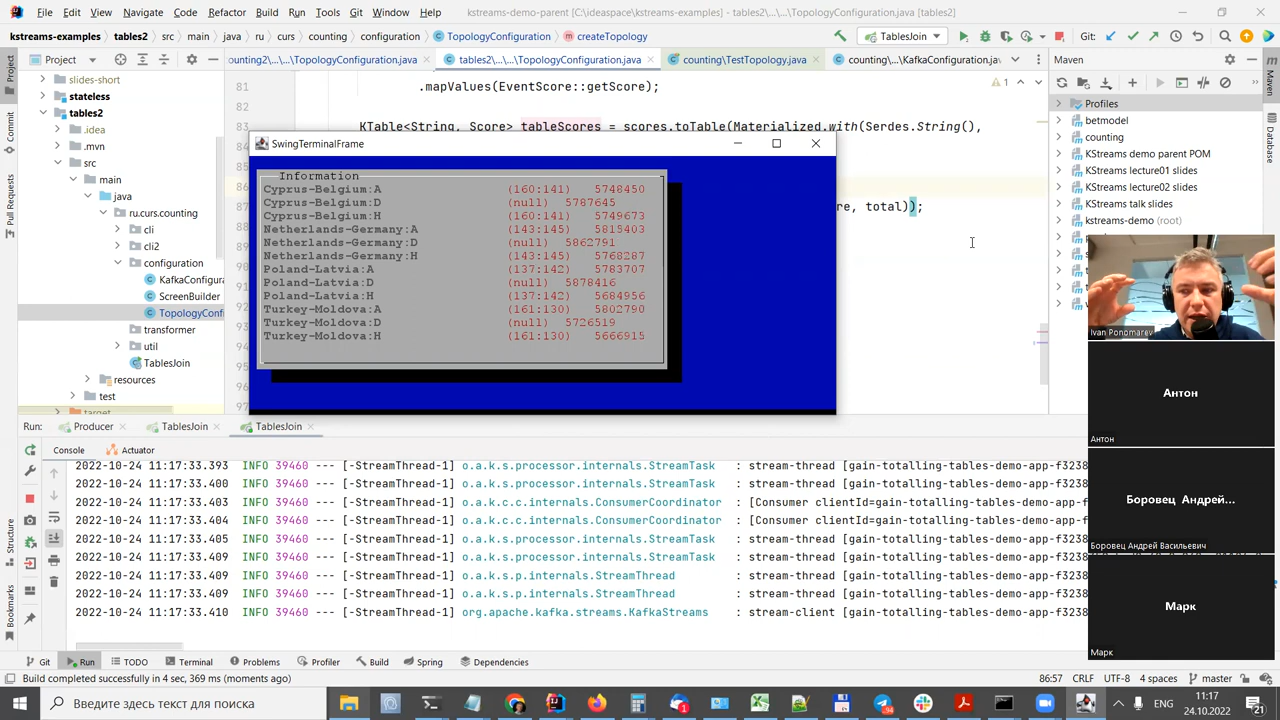 File Edit View Navigate Code Refactor Build Run Tools Git Window Help kstreams-demo-parent [C:\ideaspace\kstreams-examples] - tables2\...\TopologyConfiguration.java [tables2]
kstreams-examples tables2 src main java ru curs counting configuration TopologyConfiguration createTopology TablesJoin Git:
Project
ounting2\...\TopologyConfiguration.java tables2\...\TopologyConfiguration.java counting\TestTopology.java counting\...\KafkaConfiguration.ja
Maven
slides-short
stateless
tables2
.idea
.mvn
src
main
java
ru.curs.counting
cli
cli2
configuration
KafkaConfigura
ScreenBuilder
TopologyConfi
transformer
util
TablesJoin
resources
test
target
81 .mapValues(EventScore::getScore);
82
83 KTable<String, Score> tableScores = scores.toTable(Materialized.with(Serdes.String(),
86
re, total));
1
SwingTerminalFrame
Information
Cyprus-Belgium:A (160:141) 5748450
Cyprus-Belgium:D (null) 5787645
Cyprus-Belgium:H (160:141) 5749673
Netherlands-Germany:A (143:145) 5815403
Netherlands-Germany:D (null) 5862791
Netherlands-Germany:H (143:145) 5768287
Poland-Latvia:A (137:142) 5783707
Poland-Latvia:D (null) 5878416
Poland-Latvia:H (137:142) 5684956
Turkey-Moldova:A (161:130) 5802790
Turkey-Moldova:D (null) 5726519
Turkey-Moldova:H (161:130) 5666915
Profiles
betmodel
counting
KStreams demo parent POM
KStreams lecture01 slides
KStreams lecture02 slides
KStreams talk slides
kstreams-demo (root)
Ivan Ponomarev
Антон
Антон
Боровец Андрей...
Боровец Андрей Васильевич
Марк
Марк
Project
Commit
Pull Requests
Structure
Bookmarks
Maven
Database
Run: Producer TablesJoin TablesJoin
Console Actuator
2022-10-24 11:17:33.393 INFO 39460 --- [-StreamThread-1] o.a.k.s.processor.internals.StreamTask : stream-thread [gain-totalling-tables-demo-app-f3238
2022-10-24 11:17:33.400 INFO 39460 --- [-StreamThread-1] o.a.k.s.processor.internals.StreamTask : stream-thread [gain-totalling-tables-demo-app-f3238
2022-10-24 11:17:33.403 INFO 39460 --- [-StreamThread-1] o.a.k.c.c.internals.ConsumerCoordinator : [Consumer clientId=gain-totalling-tables-demo-app-f
2022-10-24 11:17:33.404 INFO 39460 --- [-StreamThread-1] o.a.k.c.c.internals.ConsumerCoordinator : [Consumer clientId=gain-totalling-tables-demo-app-f
2022-10-24 11:17:33.405 INFO 39460 --- [-StreamThread-1] o.a.k.s.processor.internals.StreamTask : stream-thread [gain-totalling-tables-demo-app-f3238
2022-10-24 11:17:33.409 INFO 39460 --- [-StreamThread-1] o.a.k.s.processor.internals.StreamTask : stream-thread [gain-totalling-tables-demo-app-f3238
2022-10-24 11:17:33.409 INFO 39460 --- [-StreamThread-1] o.a.k.s.p.internals.StreamThread : stream-thread [gain-totalling-tables-demo-app-f3238
2022-10-24 11:17:33.409 INFO 39460 --- [-StreamThread-1] o.a.k.s.p.internals.StreamThread : stream-thread [gain-totalling-tables-demo-app-f3238
2022-10-24 11:17:33.410 INFO 39460 --- [-StreamThread-1] org.apache.kafka.streams.KafkaStreams : stream-client [gain-totalling-tables-demo-app-f3238
Git Run TODO Terminal Problems Profiler Build Spring Dependencies
Build completed successfully in 4 sec, 369 ms (moments ago) 86:57 CRLF UTF-8 4 spaces master
Введите здесь текст для поиска
ENG
11:17
24.10.2022
21